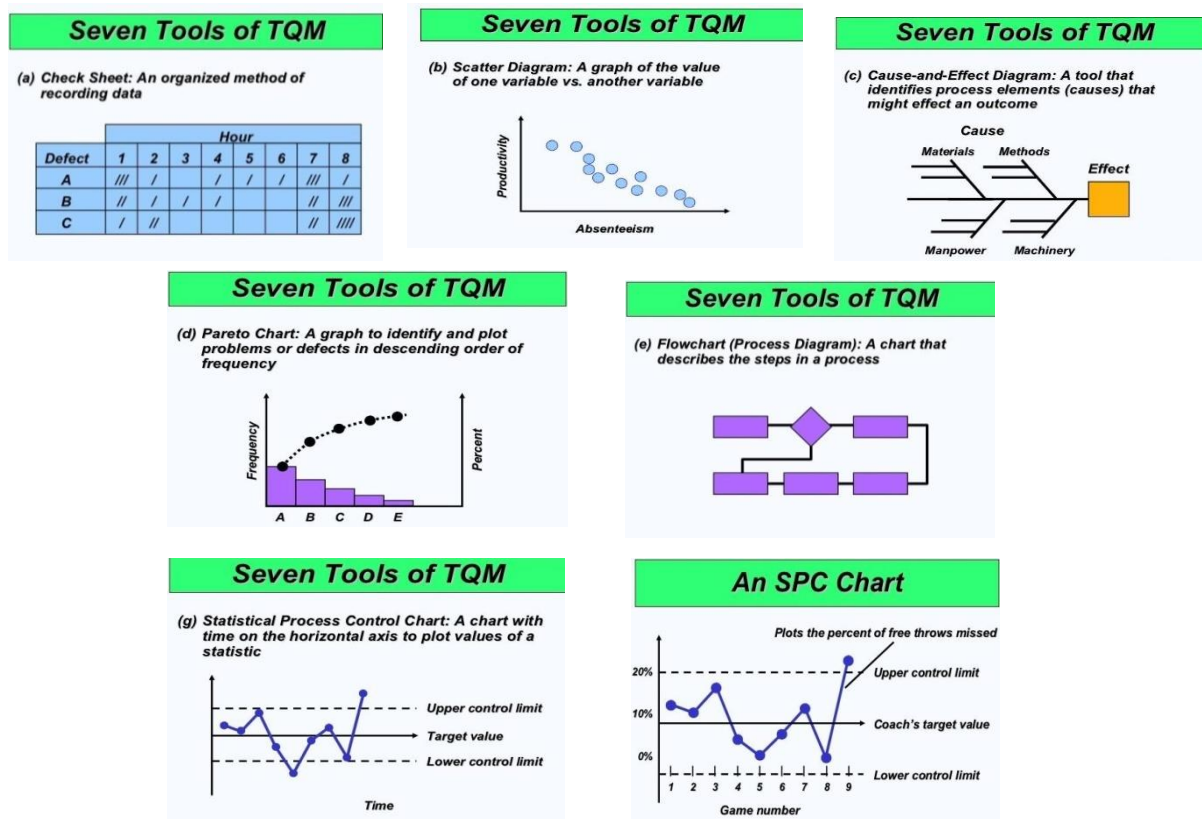 Seven Tools of TQM
(a) Check Sheet: An organized method of
recording data
Hour
Defect 1 2 3 4 5 6 7 8
A /// / / / / /// /
B // / / / // ///
C / // // ////
Seven Tools of TQM
(b) Scatter Diagram: A graph of the value
of one variable vs. another variable
Productivity
Absenteeism
Seven Tools of TQM
(c) Cause-and-Effect Diagram: A tool that
identifies process elements (causes) that
might effect an outcome
Cause
Materials Methods
Effect
Manpower Machinery
Seven Tools of TQM
(d) Pareto Chart: A graph to identify and plot
problems or defects in descending order of
frequency
Frequency
Percent
A B C D E
Seven Tools of TQM
(e) Flowchart (Process Diagram): A chart that
describes the steps in a process
Seven Tools of TQM
(g) Statistical Process Control Chart: A chart with
time on the horizontal axis to plot values of a
statistic
Upper control limit
Target value
Lower control limit
Time
An SPC Chart
Plots the percent of free throws missed
20%
Upper control limit
10%
Coach's target value
0%
Lower control limit
1 2 3 4 5 6 7 8 9
Game number